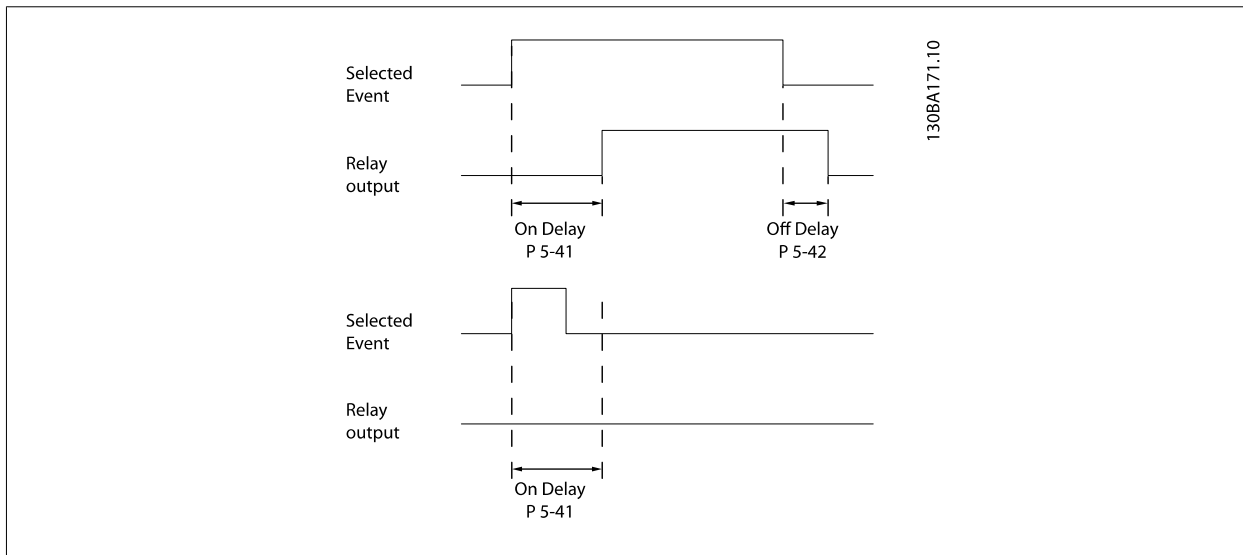 130BA171.10
Selected
Event
Relay
output
On Delay
P 5-41
Off Delay
P 5-42
Selected
Event
Relay
output
On Delay
P 5-41